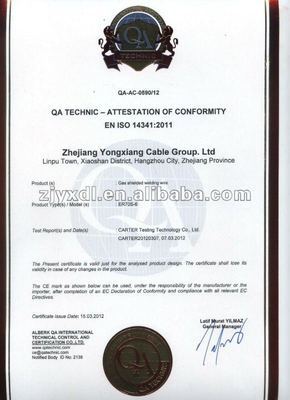 QA
TECHNIC
QA-AC-0590/12
QA TECHNIC – ATTESTATION OF CONFORMITY
EN ISO 14341:2011
Zhejiang Yongxiang Cable Group. Ltd
Linpu Town, Xiaoshan District, Hangzhou City, Zhejiang Province
Product (s) : Gas shielded welding wire
zjyxdl.en.alibaba.com
Product Type(s) / Model (s) : ER70S-6
Test Report(s) and Date(s) : CARTER Testing Technology Co., Ltd.
CARTER20120307, 07.03.2012
The Present certificate is valid just for the analysed product design. The certificate shall lose its
validity in case of any changes in the product.
The CE mark as shown below can be used, under the responsibility of the manufacturer or the
importer, after completion of an EC Declaration of Conformity and compliance with all relevant EC
Directives.
Certificate Issue Date: 15.03.2012
Latif Murat YILMAZ
General Manager
ALBERK QA INTERNATIONAL
TECHNICAL CONTROL AND
CERTIFICATION CO. LTD.
www.qatechnic.com
ce@qatechnic.com
Notified Body ID No: 2138
QA